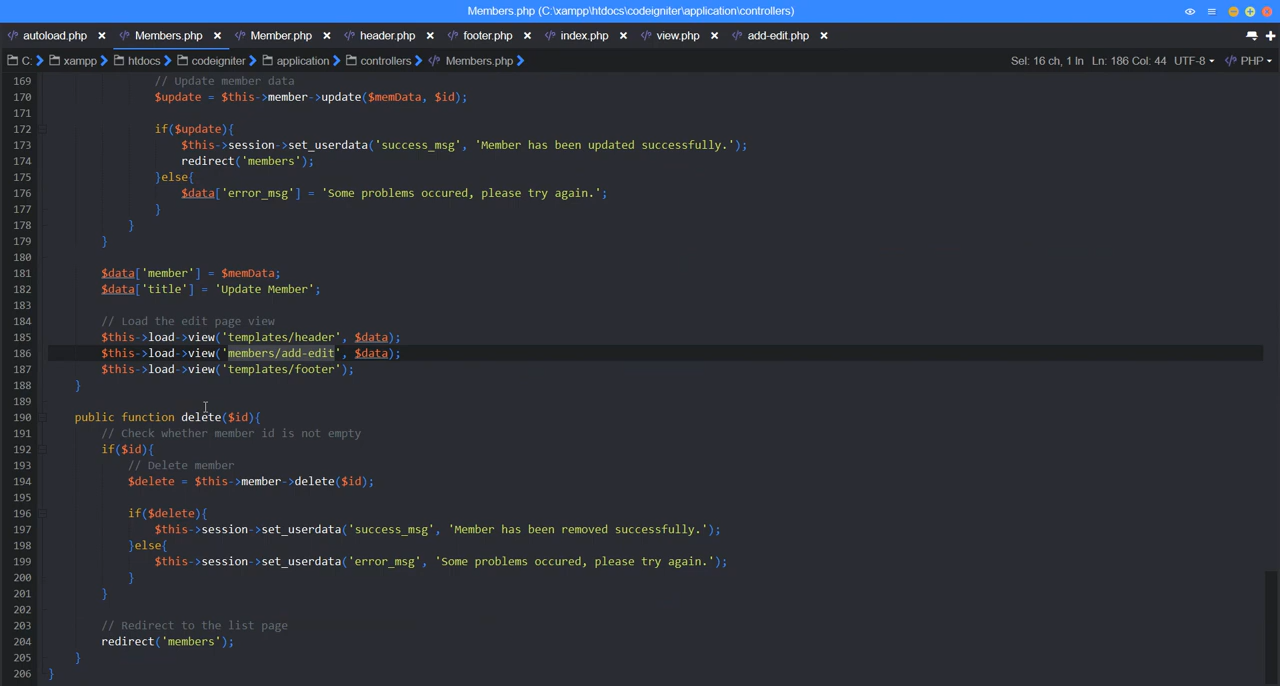 Members.php (C:\xampp\htdocs\codeigniter\application\controllers)
autoload.php Members.php Member.php header.php footer.php index.php view.php add-edit.php
C: xampp htdocs codeigniter application controllers Members.php Sel: 16 ch, 1 ln Ln: 186 Col: 44 UTF-8 PHP
169 // Update member data
170 $update = $this->member->update($memData, $id);
171
172 if($update){
173 $this->session->set_userdata('success_msg', 'Member has been updated successfully.');
174 redirect('members');
175 }else{
176 $data['error_msg'] = 'Some problems occured, please try again.';
177 }
178 }
179 }
180
181 $data['member'] = $memData;
182 $data['title'] = 'Update Member';
183
184 // Load the edit page view
185 $this->load->view('templates/header', $data);
186 $this->load->view('members/add-edit', $data);
187 $this->load->view('templates/footer');
188 }
189
190 public function delete($id){
191 // Check whether member id is not empty
192 if($id){
193 // Delete member
194 $delete = $this->member->delete($id);
195
196 if($delete){
197 $this->session->set_userdata('success_msg', 'Member has been removed successfully.');
198 }else{
199 $this->session->set_userdata('error_msg', 'Some problems occured, please try again.');
200 }
201 }
202
203 // Redirect to the list page
204 redirect('members');
205 }
206 }